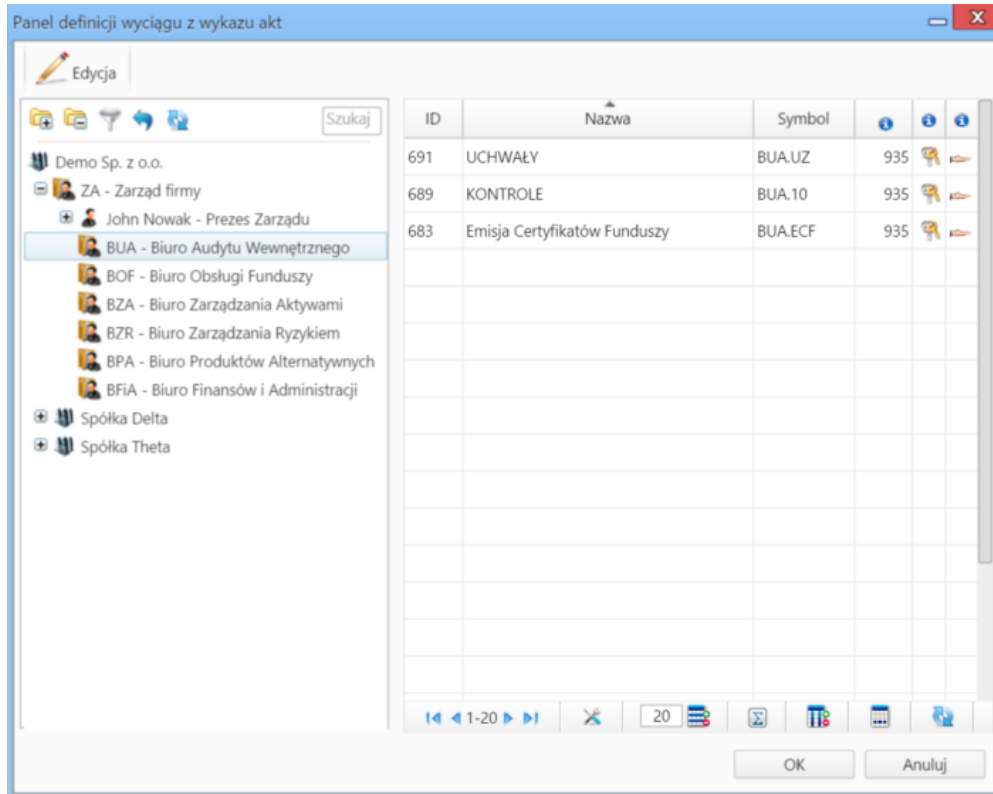 Panel definicji wyciągu z wykazu akt
Edycja
Szukaj
Demo Sp. z o.o.
ZA - Zarząd firmy
John Nowak - Prezes Zarządu
BUA - Biuro Audytu Wewnętrznego
BOF - Biuro Obsługi Funduszy
BZA - Biuro Zarządzania Aktywami
BZR - Biuro Zarządzania Ryzykiem
BPA - Biuro Produktów Alternatywnych
BFiA - Biuro Finansów i Administracji
Spółka Delta
Spółka Theta
ID Nazwa Symbol
691 UCHWAŁY BUA.UZ 935
689 KONTROLE BUA.10 935
683 Emisja Certyfikatów Funduszy BUA.ECF 935
1-20 20
OK Anuluj